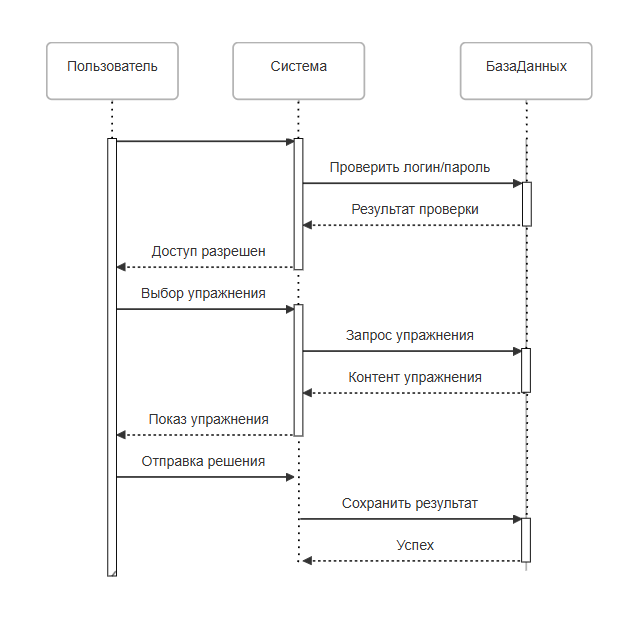 Пользователь
Система
БазаДанных
Проверить логин/пароль
Результат проверки
Доступ разрешен
Выбор упражнения
Запрос упражнения
Контент упражнения
Показ упражнения
Отправка решения
Сохранить результат
Успех